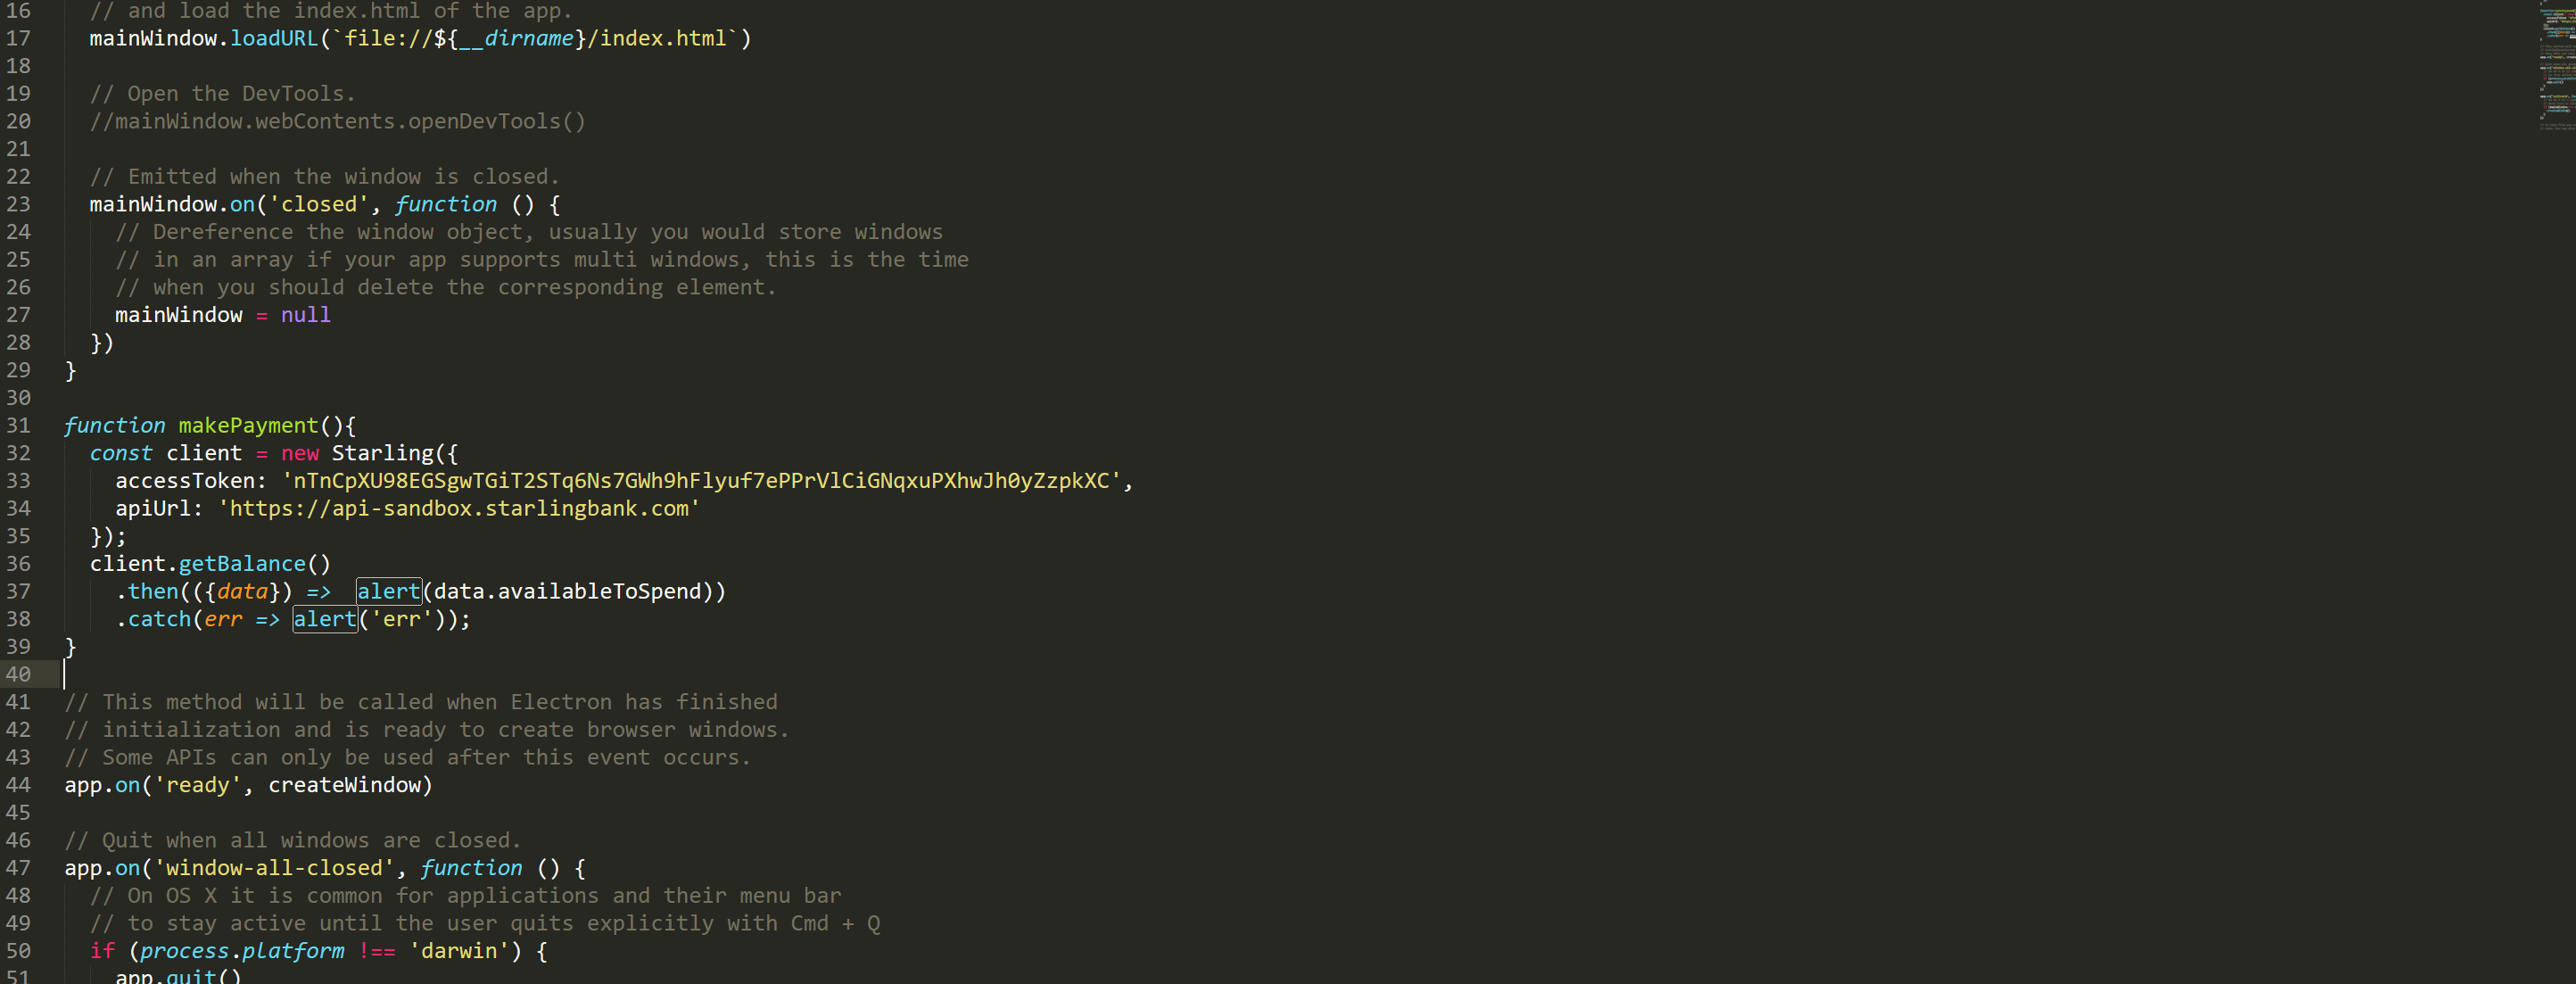 16 // and load the index.html of the app.
17 mainWindow.loadURL(`file://${__dirname}/index.html`)
18
19 // Open the DevTools.
20 //mainWindow.webContents.openDevTools()
21
22 // Emitted when the window is closed.
23 mainWindow.on('closed', function () {
24 // Dereference the window object, usually you would store windows
25 // in an array if your app supports multi windows, this is the time
26 // when you should delete the corresponding element.
27 mainWindow = null
28 })
29 }
30
31 function makePayment(){
32 const client = new Starling({
33 accessToken: 'nTnCpXU98EGSgwTGiT2STq6Ns7GWh9hFlyuf7ePPrVlCiGNqxuPXhwJh0yZzpkXC',
34 apiUrl: 'https://api-sandbox.starlingbank.com'
35 });
36 client.getBalance()
37 .then(({data}) =>  alert(data.availableToSpend))
38 .catch(err => alert('err'));
39 }
40
41 // This method will be called when Electron has finished
42 // initialization and is ready to create browser windows.
43 // Some APIs can only be used after this event occurs.
44 app.on('ready', createWindow)
45
46 // Quit when all windows are closed.
47 app.on('window-all-closed', function () {
48 // On OS X it is common for applications and their menu bar
49 // to stay active until the user quits explicitly with Cmd + Q
50 if (process.platform !== 'darwin') {
51 app.quit()